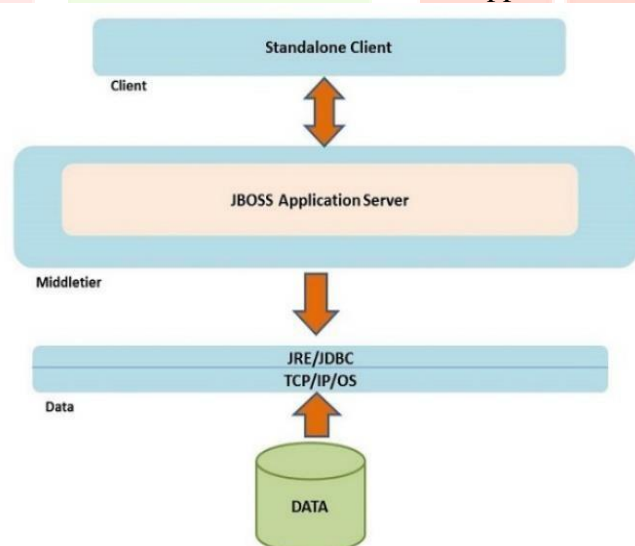 Standalone Client
Client
JBOSS Application Server
Middletier
JRE/JDBC
TCP/IP/OS
Data
DATA